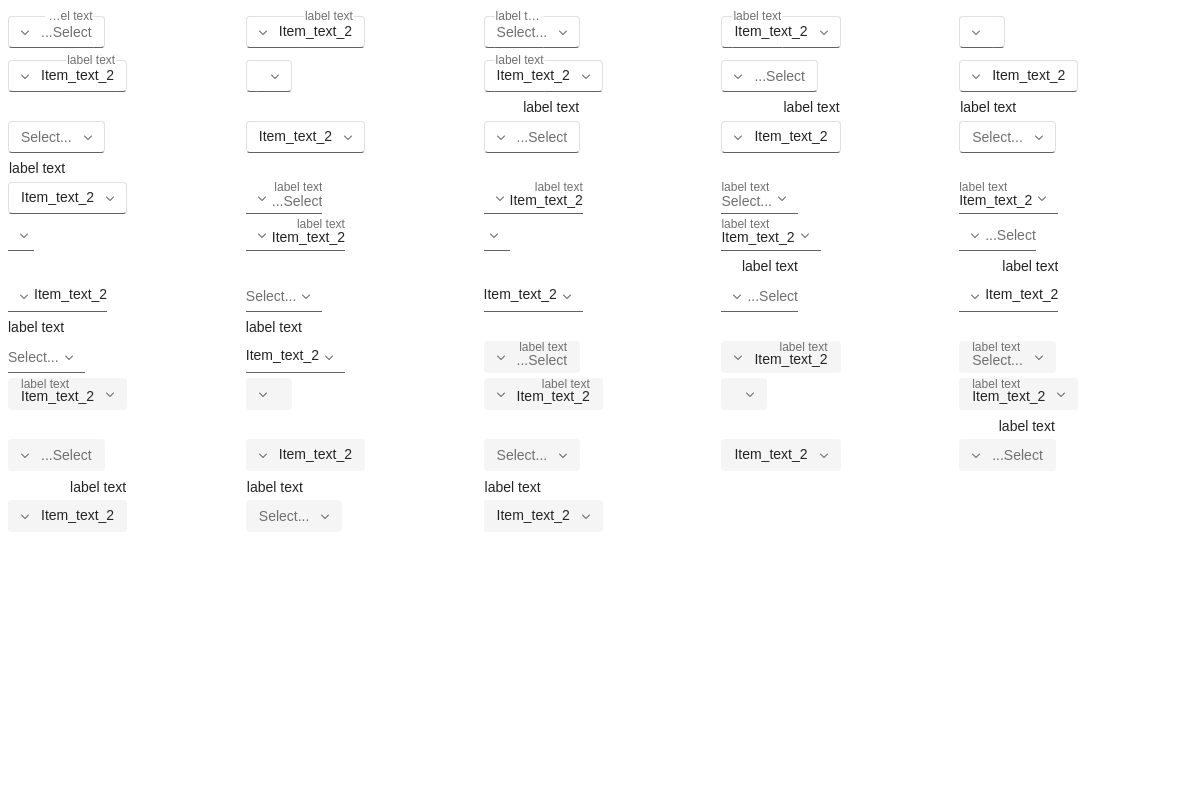 ...el text label text label t... label text
...Select Item_text_2 Select... Item_text_2
label text label text
Item_text_2 Item_text_2 ...Select Item_text_2
label text label text label text
Select... Item_text_2 ...Select Item_text_2 Select...
label text
label text label text label text label text
Item_text_2 ...Select Item_text_2 Select... Item_text_2
label text label text
Item_text_2 Item_text_2 ...Select
label text label text
Item_text_2 Select... Item_text_2 ...Select Item_text_2
label text label text
label text label text label text
Select... Item_text_2 ...Select Item_text_2 Select...
label text label text label text
Item_text_2 Item_text_2 Item_text_2
label text
...Select Item_text_2 Select... Item_text_2 ...Select
label text label text label text
Item_text_2 Select... Item_text_2